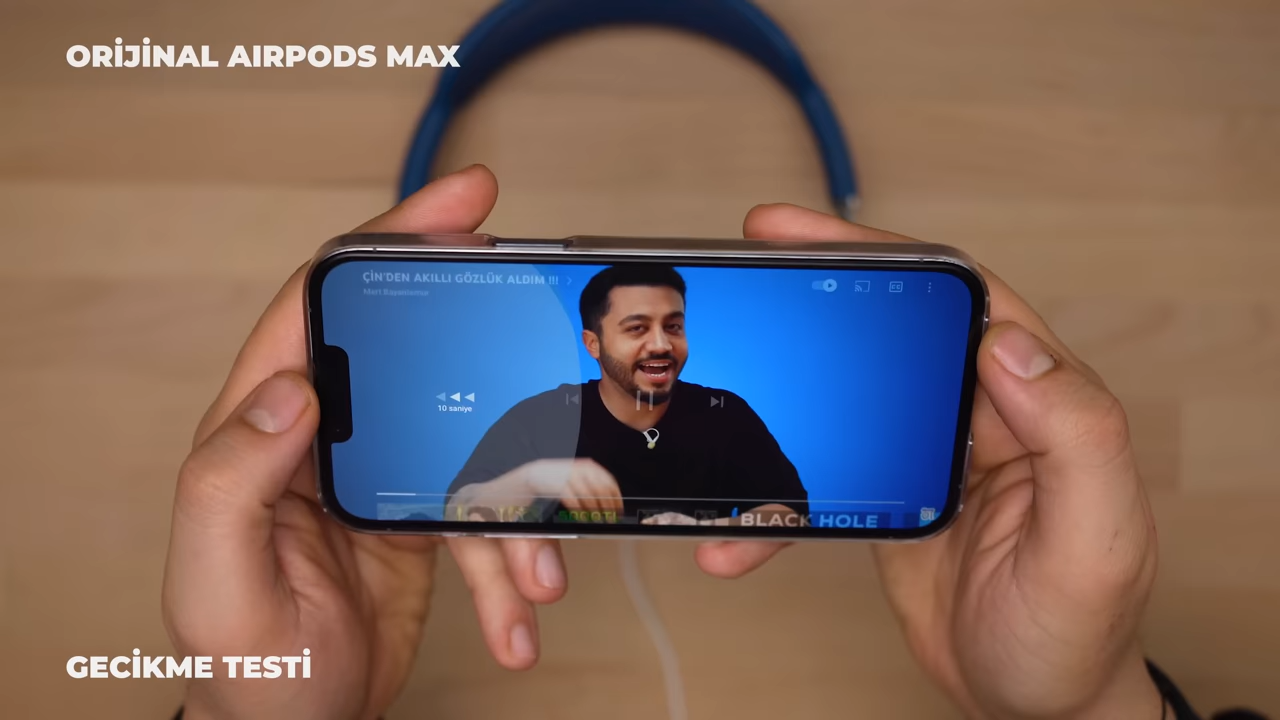 ORİJİNAL AIRPODS MAX
ÇİN'DEN AKILLI GÖZLÜK ALDIM !!!
10 saniye
BLACK HOLE
GECİKME TESTİ